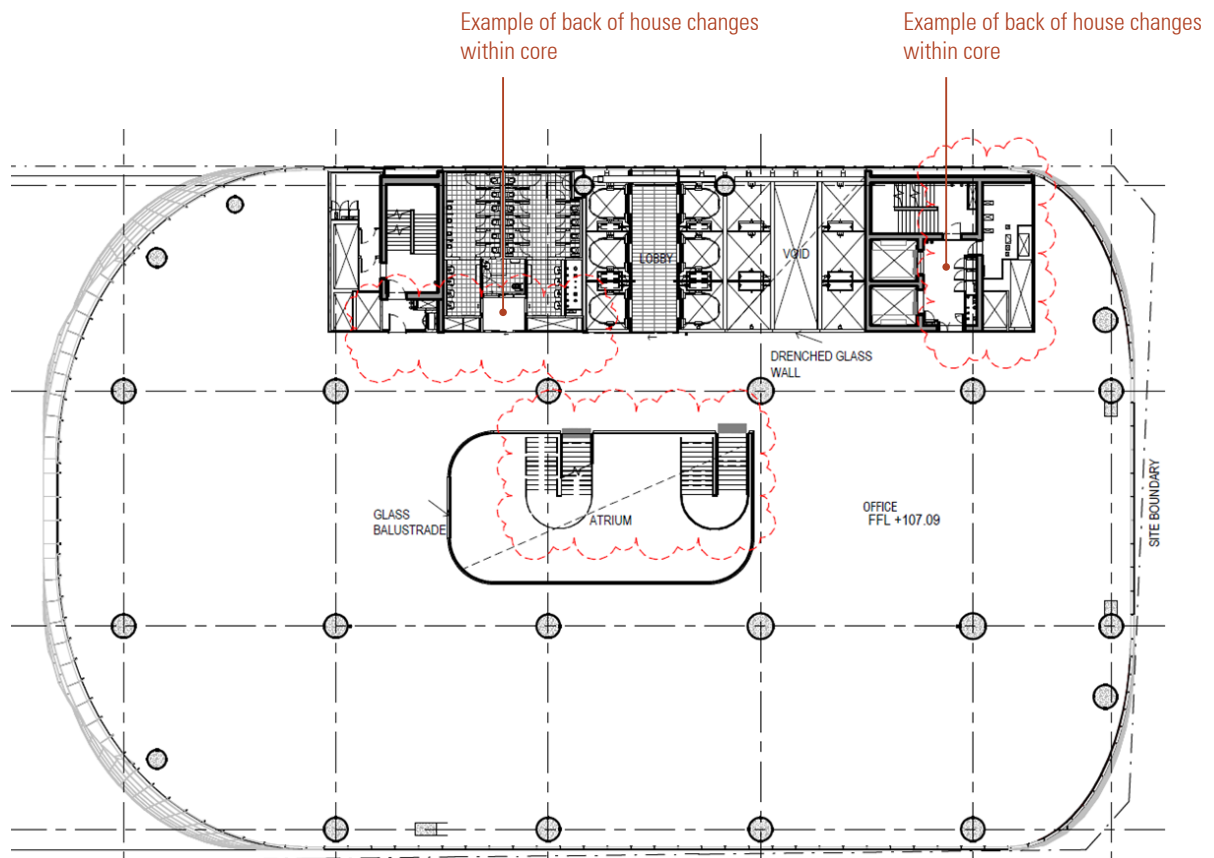 Example of back of house changes
within core
Example of back of house changes
within core
LOBBY
VOID
DRENCHED GLASS
WALL
GLASS
BALUSTRADE
ATRIUM
OFFICE
FFL +107.09
SITE BOUNDARY